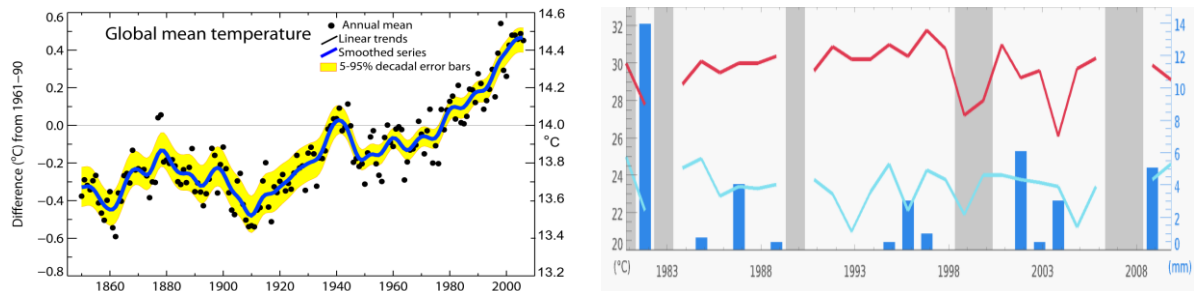 Global mean temperature
Annual mean
Linear trends
Smoothed series
5-95% decadal error bars
Difference (°C) from 1961–90
0.6
0.4
0.2
0.0
−0.2
−0.4
−0.6
−0.8
14.6
14.4
14.2
14.0
°C
13.8
13.6
13.4
13.2
1860 1880 1900 1920 1940 1960 1980 2000
32
30
28
26
24
22
20
(°C)
14
12
10
8
6
4
2
0
(mm)
1983 1988 1993 1998 2003 2008